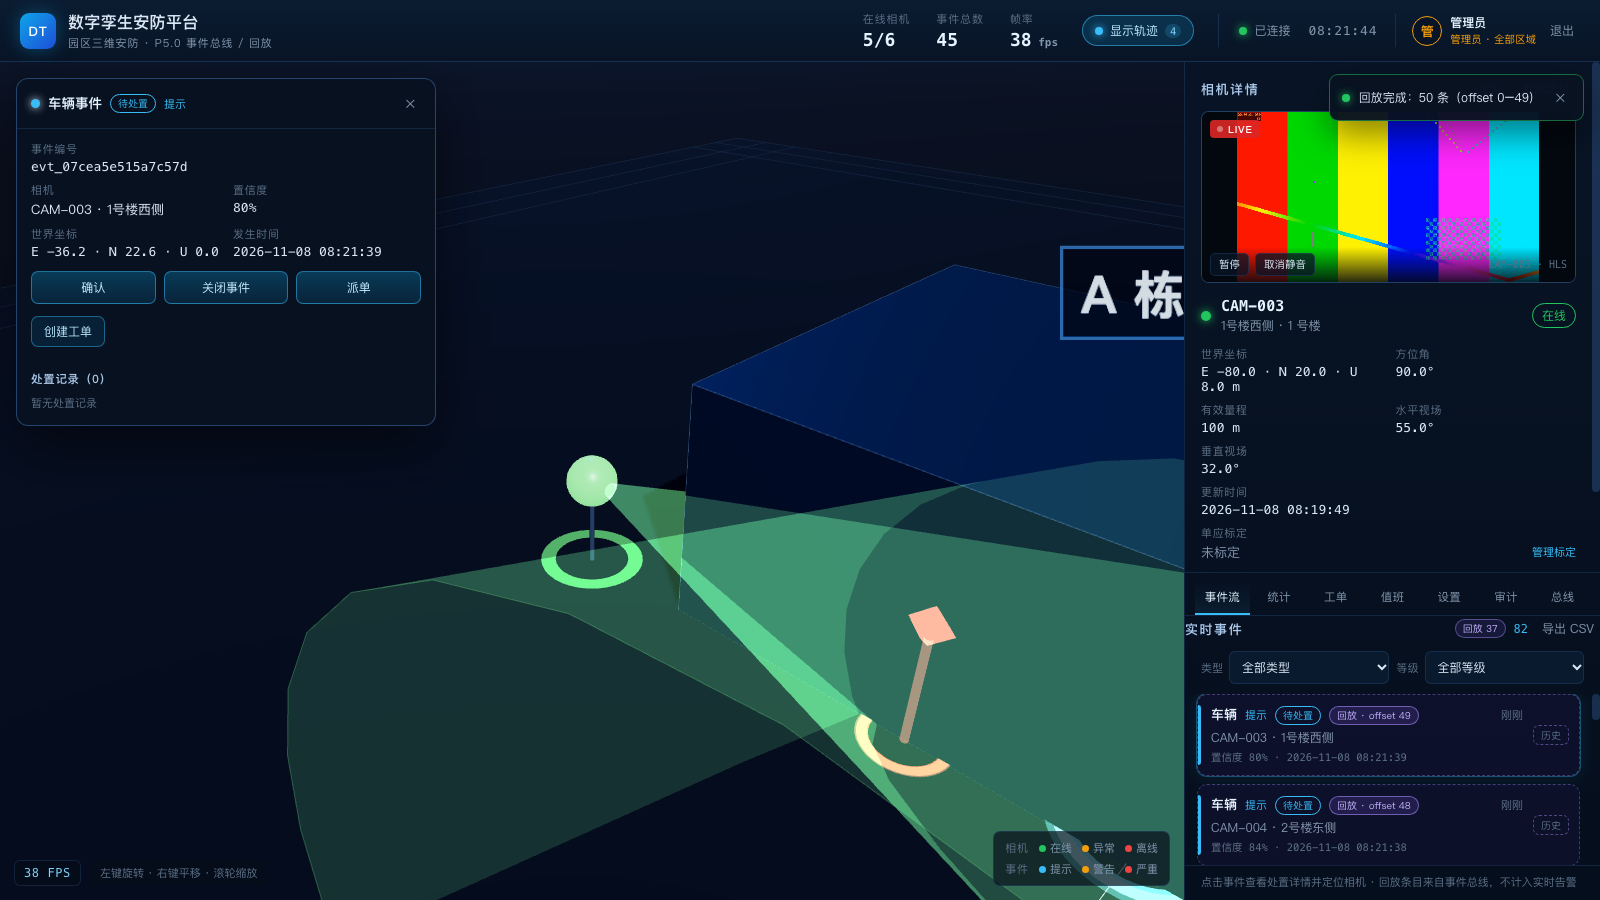 DT
数字孪生安防平台
园区三维安防 · P5.0 事件总线 / 回放
在线相机
5/6
事件总数
45
帧率
38 fps
显示轨迹 4
已连接
08:21:44
管
管理员
管理员 · 全部区域
退出
车辆事件 待处置 提示
事件编号
evt_07cea5e515a7c57d
相机
CAM-003 · 1号楼西侧
置信度
80%
世界坐标
E -36.2 · N 22.6 · U 0.0
发生时间
2026-11-08 08:21:39
确认
关闭事件
派单
创建工单
处置记录 (0)
暂无处置记录
A 栋
相机 在线 异常 离线
事件 提示 警告 严重
38 FPS
左键旋转 · 右键平移 · 滚轮缩放
相机详情
回放完成：50 条（offset 0—49）
LIVE
暂停
取消静音
HLS
CAM-003
1号楼西侧 · 1 号楼
在线
世界坐标
E -80.0 · N 20.0 · U
8.0 m
方位角
90.0°
有效量程
100 m
水平视场
55.0°
垂直视场
32.0°
更新时间
2026-11-08 08:19:49
单应标定
未标定
管理标定
事件流 统计 工单 值班 设置 审计 总线
实时事件
回放 37 82 导出 CSV
类型 全部类型 等级 全部等级
车辆 提示 待处置 回放 · offset 49 刚刚
CAM-003 · 1号楼西侧
历史
置信度 80% · 2026-11-08 08:21:39
车辆 提示 待处置 回放 · offset 48 刚刚
CAM-004 · 2号楼东侧
历史
置信度 84% · 2026-11-08 08:21:38
点击事件查看处置详情并定位相机 · 回放条目来自事件总线，不计入实时告警